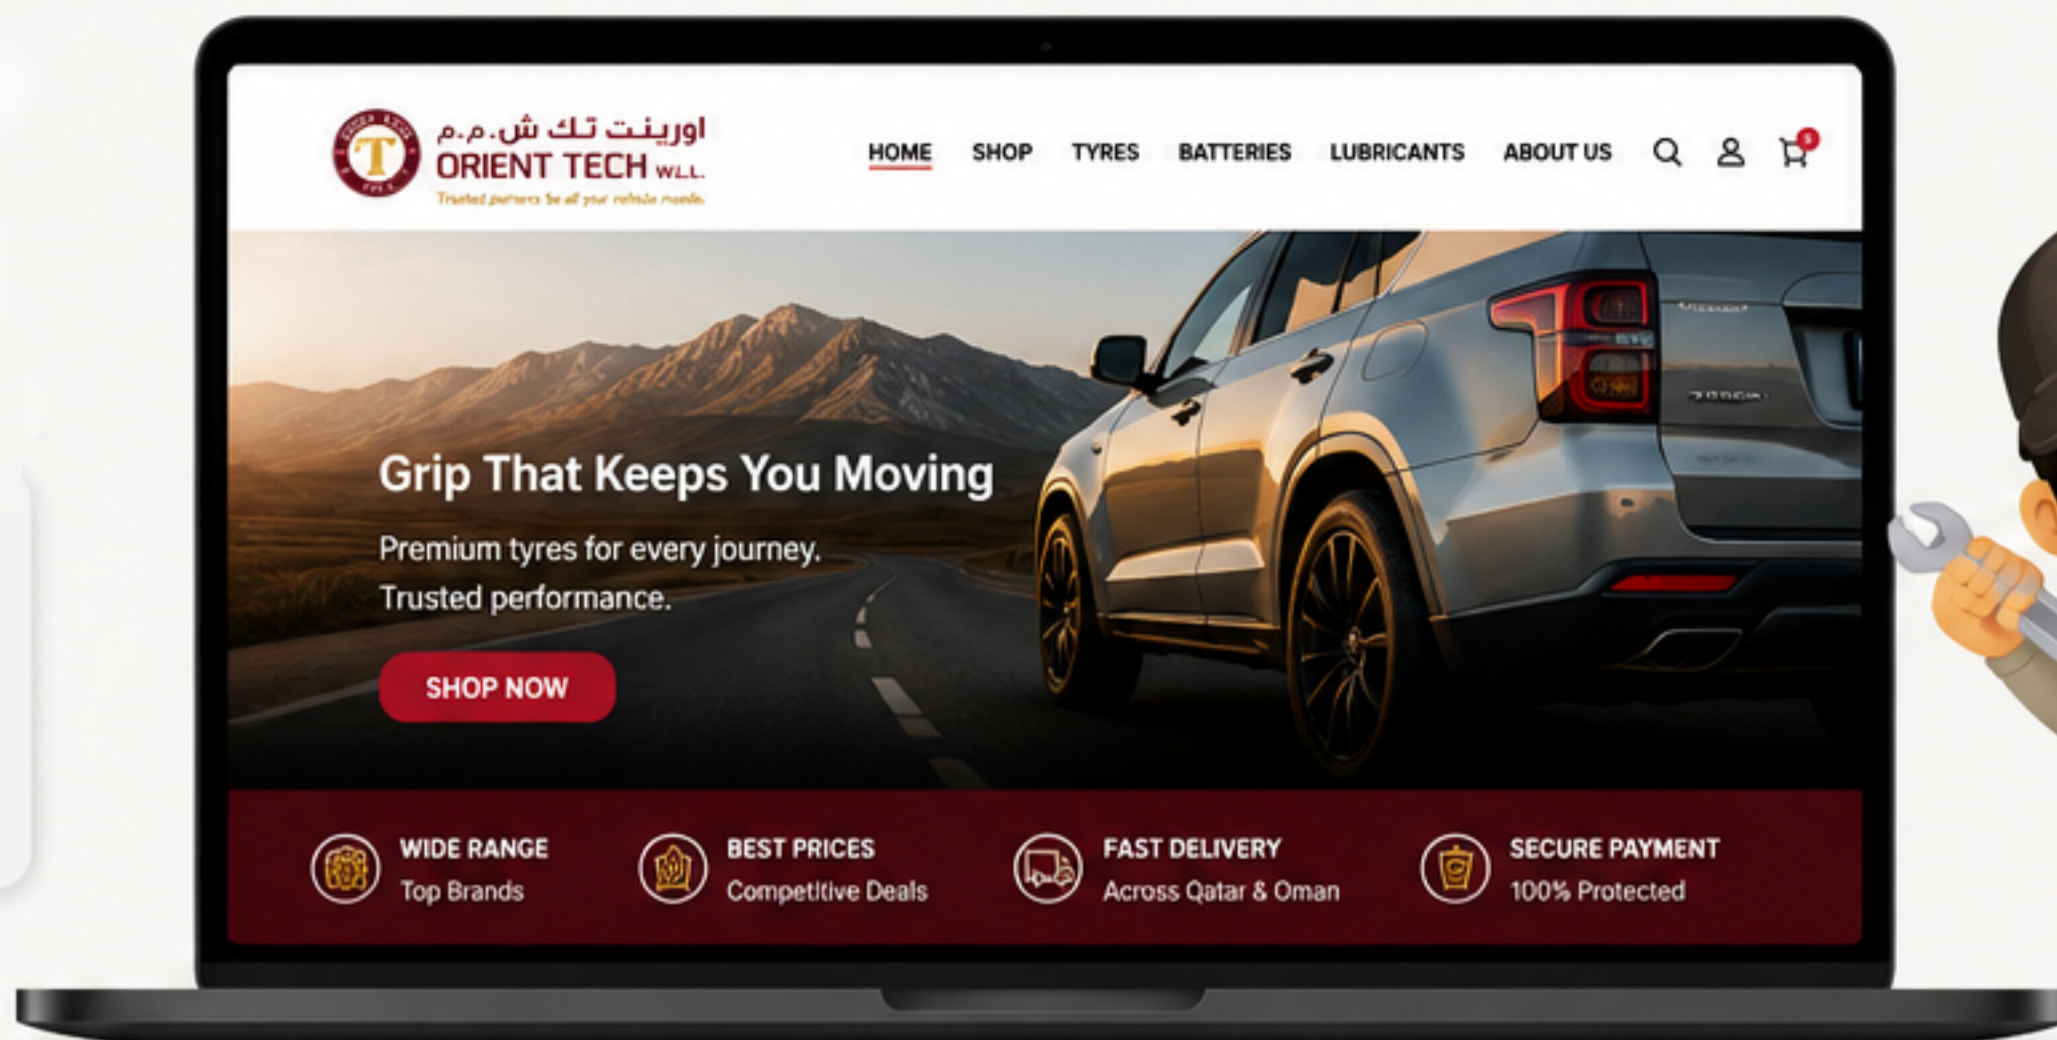 اورينت تك ش.م.م
ORIENT TECH W.L.L.
HOME
SHOP
TYRES
BATTERIES
LUBRICANTS
ABOUT US
5
Grip That Keeps You Moving
Premium tyres for every journey.
Trusted performance.
SHOP NOW
WIDE RANGE
Top Brands
BEST PRICES
Competitive Deals
FAST DELIVERY
Across Qatar & Oman
SECURE PAYMENT
100% Protected